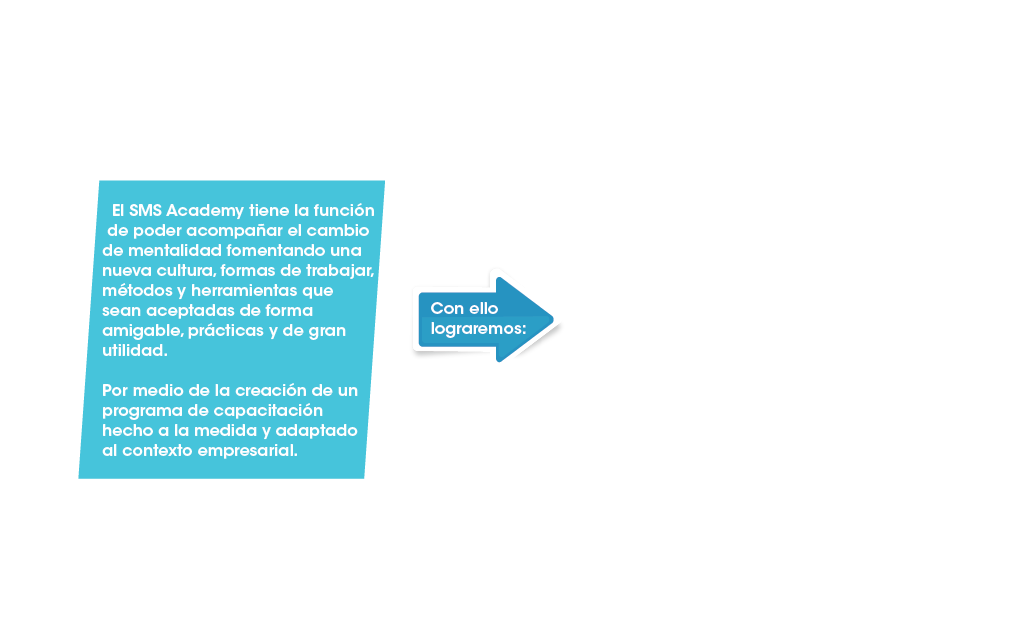 El SMS Academy tiene la función
de poder acompañar el cambio
de mentalidad fomentando una
nueva cultura, formas de trabajar,
métodos y herramientas que
sean aceptadas de forma
amigable, prácticas y de gran
utilidad.
Por medio de la creación de un
programa de capacitación
hecho a la medida y adaptado
al contexto empresarial.
Con ello
lograremos: